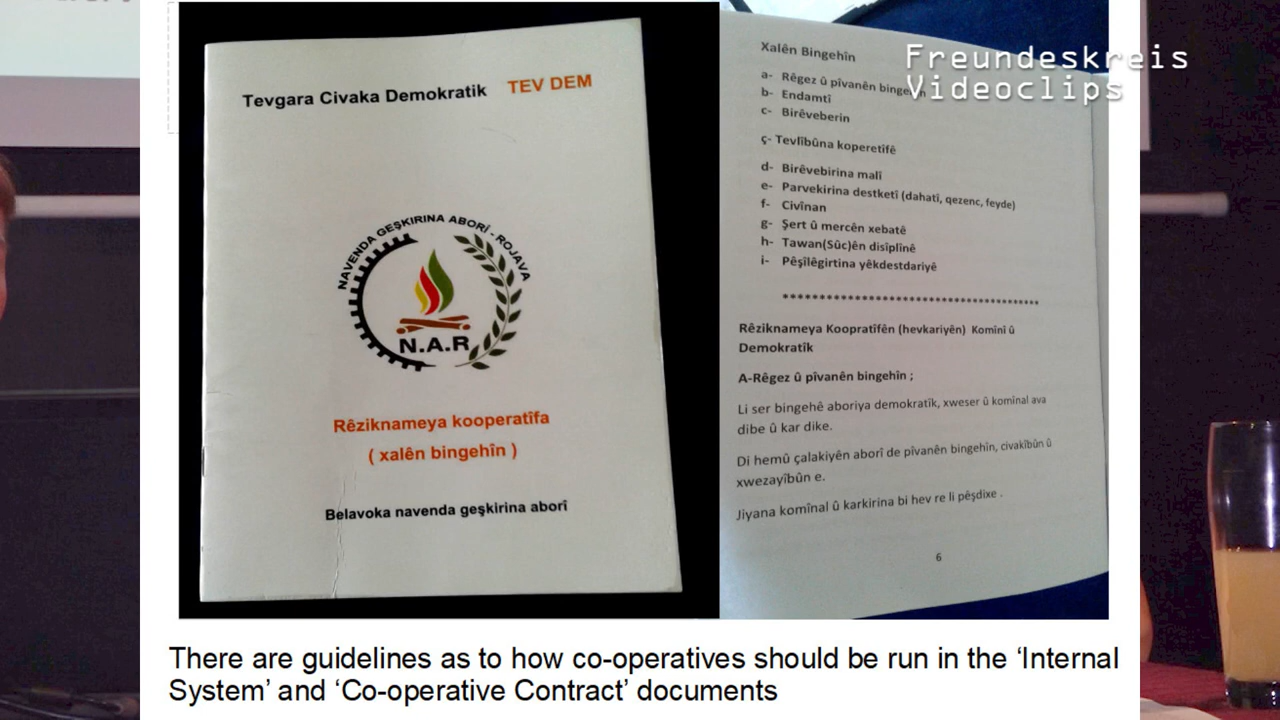 Tevgara Civaka Demokratik TEV DEM
NAVENDA GEŞKIRINA ABORÎ - ROJAVA
N.A.R
Rêziknameya kooperatîfa
( xalên bingehîn )
Belavoka navenda geşkirina aborî
Xalên Bingehîn
a- Rêgez û pîvanên
b- Endamtî
c- Birêveberin
ç- Tevlîbûna koperetîfê
d- Birêvebirina malî
e- Parvekirina destketî (dahatî, qezenc, feyde)
f- Civînan
g- Şert û mercên xebatê
h- Tawan(Sûc)ên disîplînê
i- Pêşîlêgirtina yêkdestdariyê
****************************************
Rêziknameya Koopratîfên (hevkariyên) Komînî û
Demokratîk
A-Rêgez û pîvanên bingehîn ;
Li ser bingehê aboriya demokratîk, xweser û komînal ava
dibe û kar dike.
Di hemû çalakiyên aborî de pîvanên bingehîn, civakîbûn û
xwezayîbûn e.
Jiyana komînal û karkirina bi hev re li pêşdixe .
6
Freundeskreis
Videoclips
There are guidelines as to how co-operatives should be run in the ‘Internal
System’ and ‘Co-operative Contract’ documents